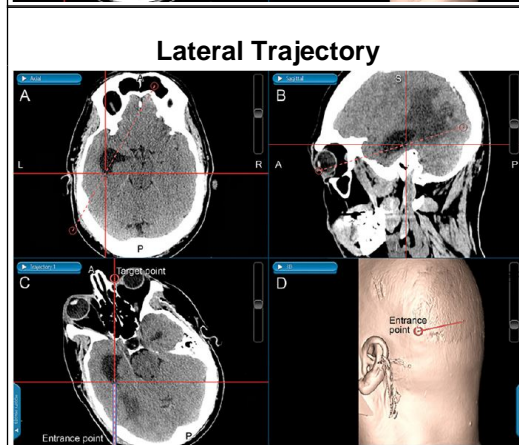 Lateral Trajectory
Axial
Sagittal
A
A
B
S
L
R
A
P
P
Trajectory 1
3D
C
A
Target point
D
Entrance
point
Entrance point
P